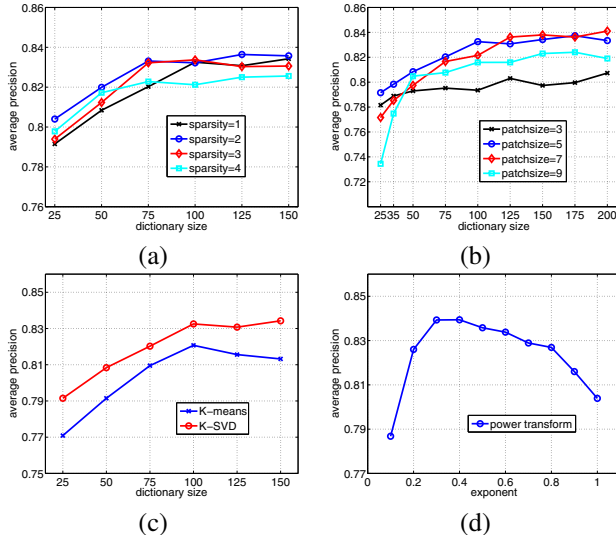 0.86
0.84
0.82
0.8
0.78
0.76
average precision
25 50 75 100 125 150
dictionary size
sparsity=1
sparsity=2
sparsity=3
sparsity=4
(a)
0.86
0.84
0.82
0.8
0.78
0.76
0.74
0.72
average precision
2535 50 75 100 125 150 175 200
dictionary size
patchsize=3
patchsize=5
patchsize=7
patchsize=9
(b)
0.85
0.83
0.81
0.79
0.77
0.75
average precision
25 50 75 100 125 150
dictionary size
K-means
K-SVD
(c)
0.85
0.83
0.81
0.79
0.77
average precision
0 0.2 0.4 0.6 0.8 1
exponent
power transform
(d)